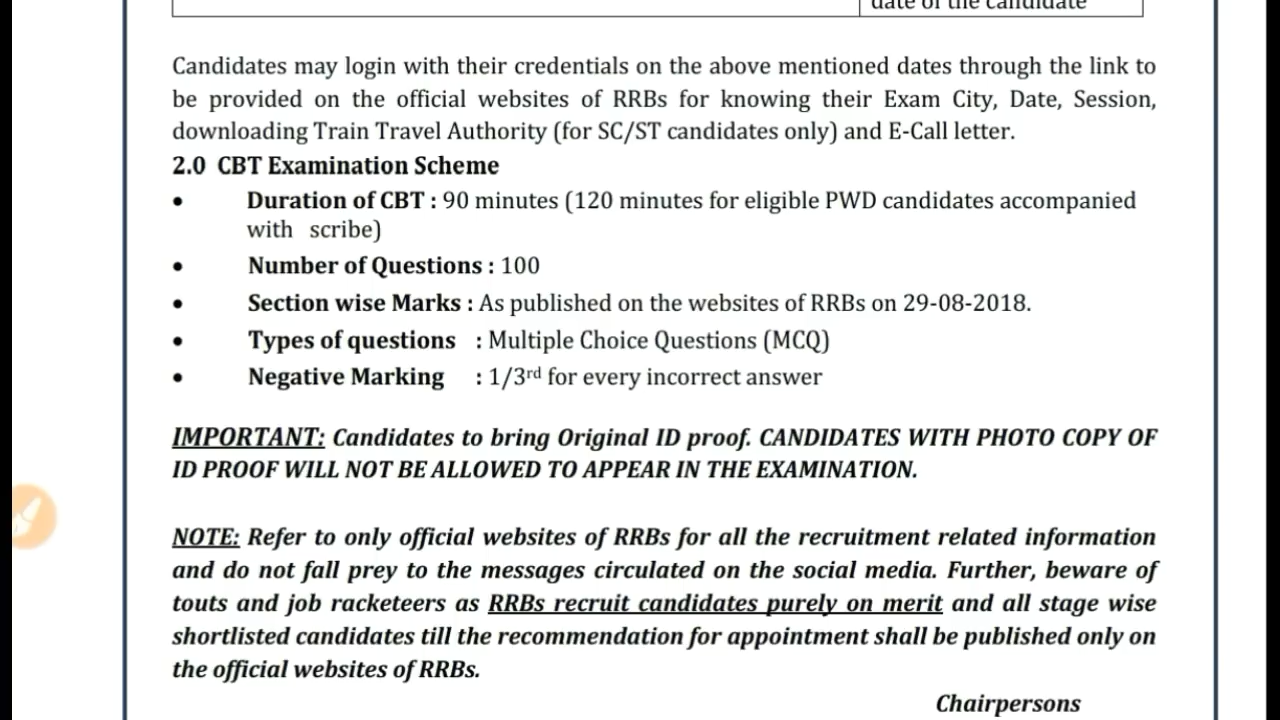 date of the candidate
Candidates may login with their credentials on the above mentioned dates through the link to
be provided on the official websites of RRBs for knowing their Exam City, Date, Session,
downloading Train Travel Authority (for SC/ST candidates only) and E-Call letter.
2.0 CBT Examination Scheme
• Duration of CBT : 90 minutes (120 minutes for eligible PWD candidates accompanied
with scribe)
• Number of Questions : 100
• Section wise Marks : As published on the websites of RRBs on 29-08-2018.
• Types of questions : Multiple Choice Questions (MCQ)
• Negative Marking : 1/3rd for every incorrect answer
IMPORTANT: Candidates to bring Original ID proof. CANDIDATES WITH PHOTO COPY OF
ID PROOF WILL NOT BE ALLOWED TO APPEAR IN THE EXAMINATION.
NOTE: Refer to only official websites of RRBs for all the recruitment related information
and do not fall prey to the messages circulated on the social media. Further, beware of
touts and job racketeers as RRBs recruit candidates purely on merit and all stage wise
shortlisted candidates till the recommendation for appointment shall be published only on
the official websites of RRBs.
Chairpersons